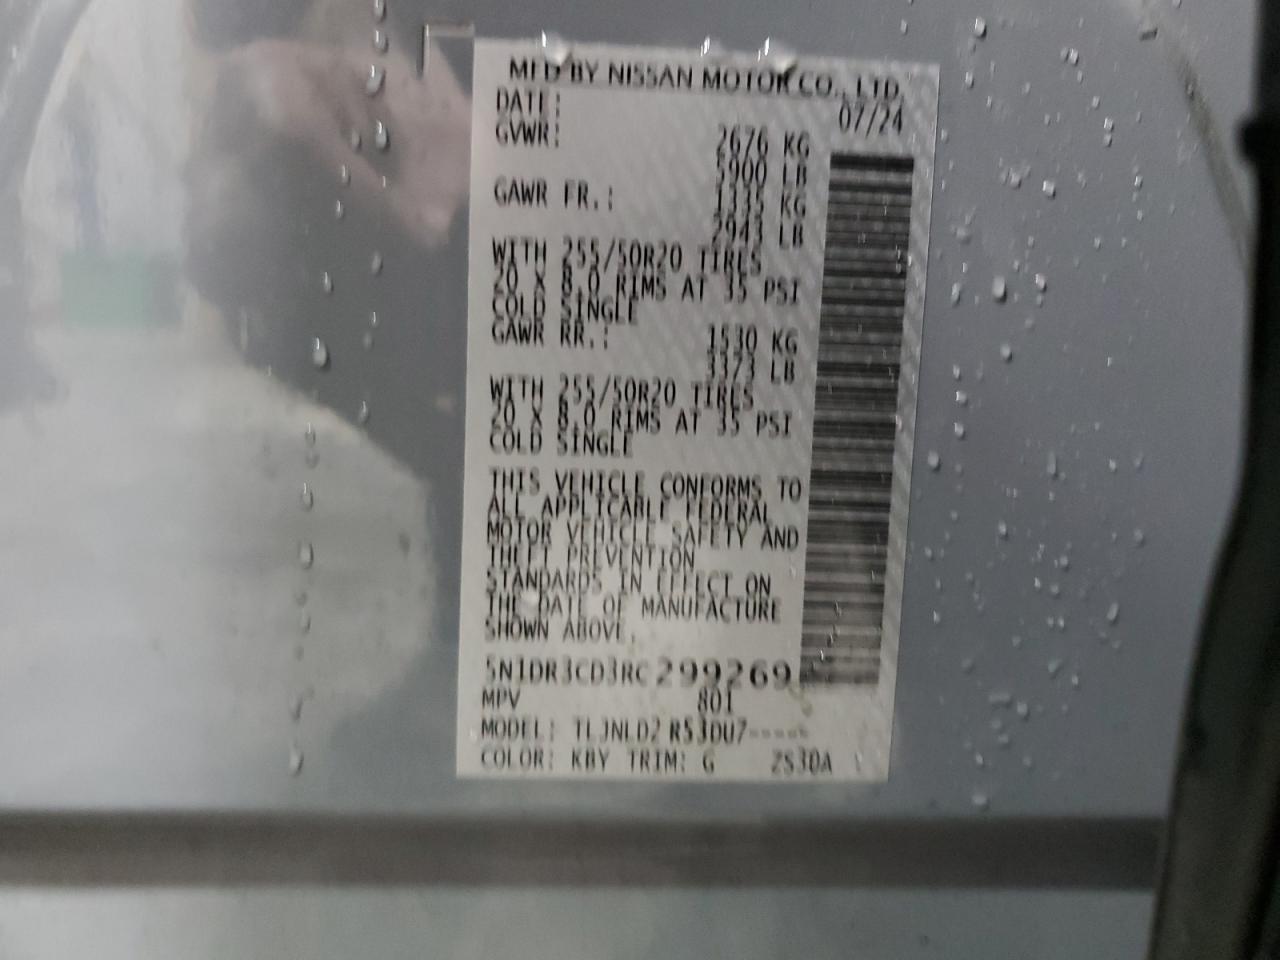 MFD BY NISSAN MOTOR CO., LTD.
DATE: 07/24
GVWR: 2676 KG
5900 LB
GAWR FR.: 1335 KG
2943 LB
WITH 255/50R20 TIRES
20 X 8.0 RIMS AT 35 PSI
COLD SINGLE
GAWR RR.: 1530 KG
3373 LB
WITH 255/50R20 TIRES
20 X 8.0 RIMS AT 35 PSI
COLD SINGLE
THIS VEHICLE CONFORMS TO
ALL APPLICABLE FEDERAL
MOTOR VEHICLE SAFETY AND
THEFT PREVENTION
STANDARDS IN EFFECT ON
THE DATE OF MANUFACTURE
SHOWN ABOVE.
5N1DR3CD3RC299269
MPV 801
MODEL: TLJNLD2 R53DU7-----
COLOR: KBY TRIM: G ZS30A